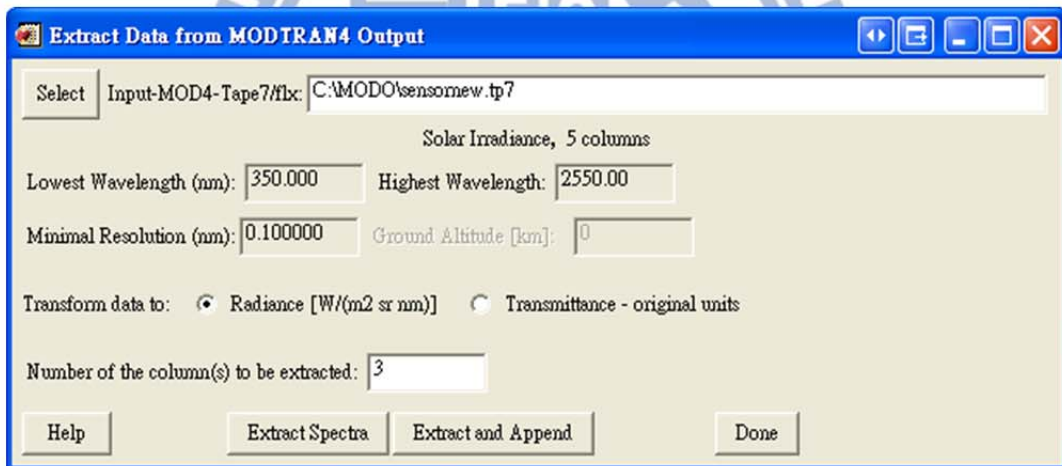 Extract Data from MODTRAN4 Output
Select Input-MOD4-Tape7/flx: C:\MODO\sensornew.tp7
Solar Irradiance, 5 columns
Lowest Wavelength (nm): 350.000 Highest Wavelength: 2550.00
Minimal Resolution (nm): 0.100000 Ground Altitude [km]: 0
Transform data to: Radiance [W/(m2 sr nm)] Transmittance - original units
Number of the column(s) to be extracted: 3
Help Extract Spectra Extract and Append Done